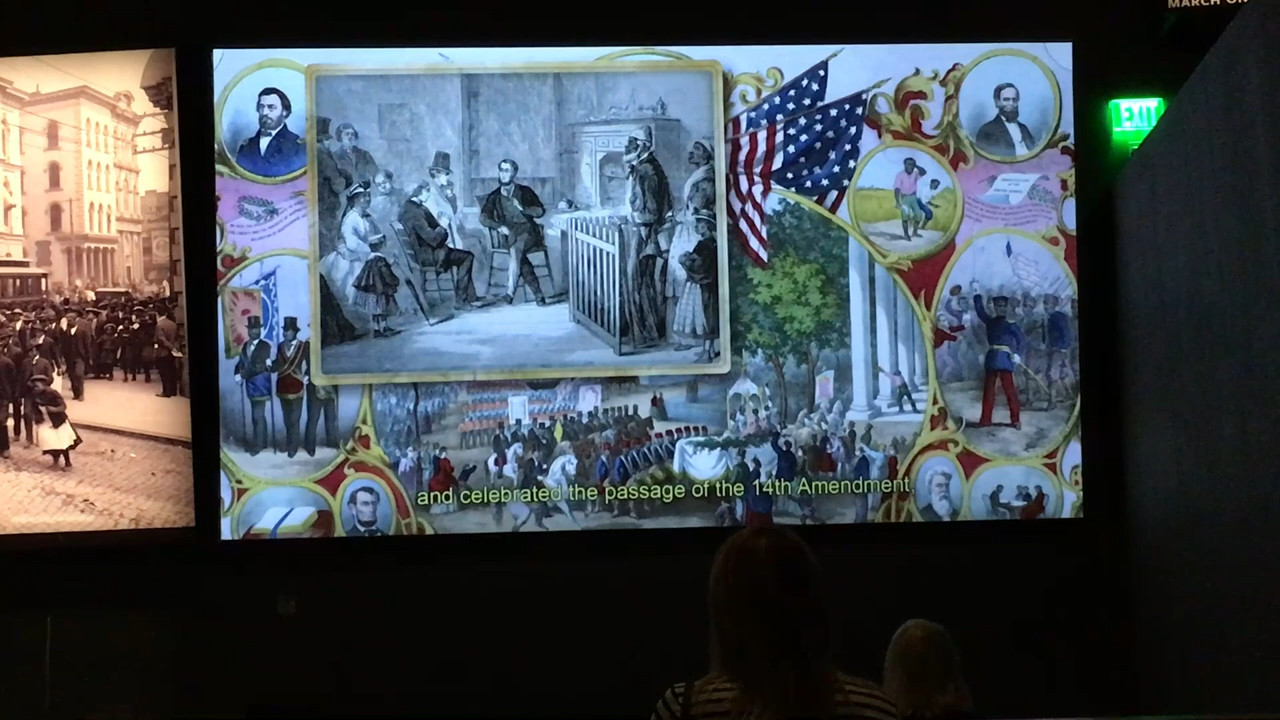 MARCH ON
EXIT
and celebrated the passage of the 14th Amendment,